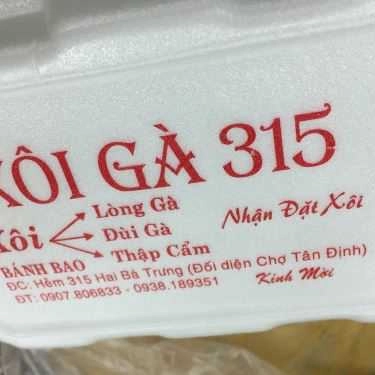 XÔI GÀ 315
Xôi
Lòng Gà
Đùi Gà
Thập Cẩm
Nhận Đặt Xôi
BÁNH BAO
ĐC: Hẻm 315 Hai Bà Trưng (Đối diện Chợ Tân Định)
ĐT: 0907.806833 - 0938.189351
Kính Mời